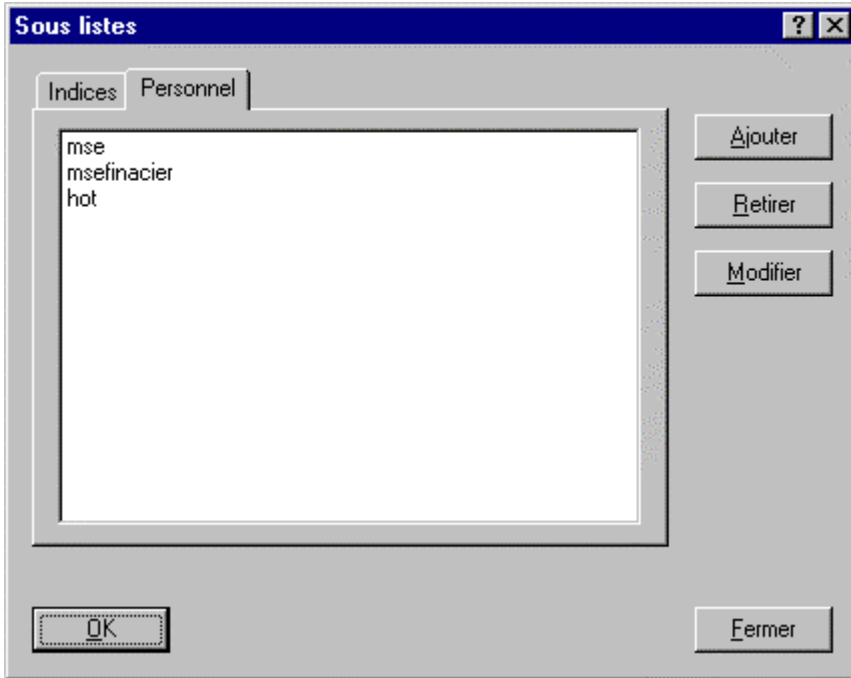 Sous listes
Indices
Personnel
mse
msefinacier
hot
Ajouter
Retirer
Modifier
OK
Fermer